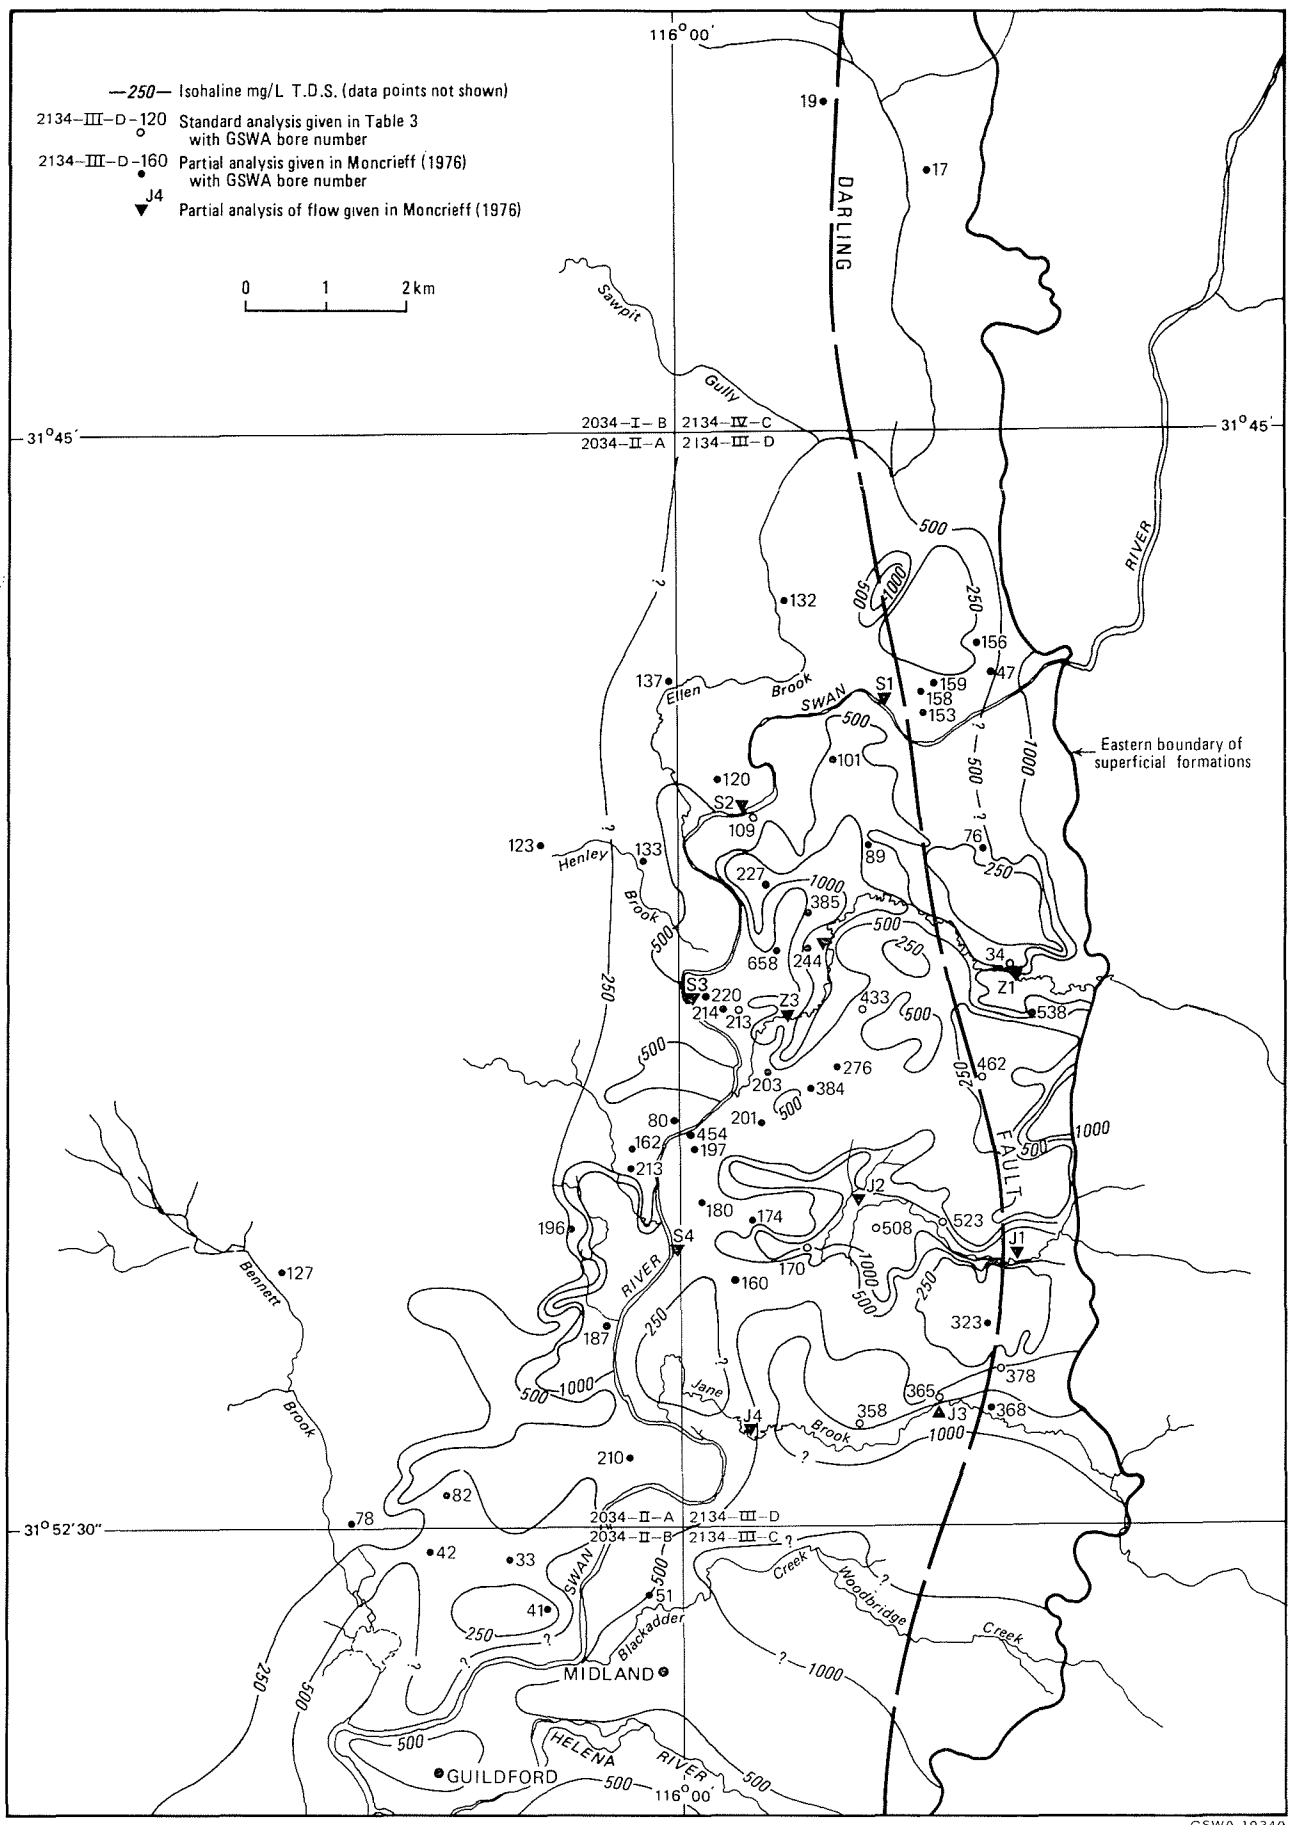 116°00′
—250— Isohaline mg/L T.D.S. (data points not shown)
2134-III-D-120 Standard analysis given in Table 3
with GSWA bore number
2134-III-D-160 Partial analysis given in Moncrieff (1976)
with GSWA bore number
J4
Partial analysis of flow given in Moncrieff (1976)
0 1 2 km
19
17
DARLING
Sawpit
Gully
2034-I-B 2134-IV-C
31°45′
31°45′
2034-II-A 2134-III-D
500
RIVER
?
500
1000
250
132
156
137
Ellen
Brook
SWAN
S1
159
47
158
153
500
?
1000
Eastern boundary of
superficial formations
101
500
120
S2
109
?
?
123
Henley
133
89
76
250
227
1000
Brook
385
500
500
250
658
244
34
Z1
250
S3
220
Z3
433
214
213
500
538
500
276
462
250
203
384
500
80
201
454
162
197
213
1000
500
FAULT
J2
180
174
523
196
508
S4
J1
170
1000
RIVER
160
500
250
127
Bennett
250
323
187
?
378
Jane
500
1000
365
J3
368
J4
358
Brook
1000
?
Brook
210
82
78
2034-II-A 2134-III-D
31°52′30″
2034-II-B 2134-III-C
?
42
33
SWAN
500
Creek
?
Woodbridge
51
41
250
?
Blackadder
Creek
?
?
MIDLAND
?
1000
250
500
500
HELENA
RIVER
500
GUILDFORD
500
116°00′
GSWA 19340